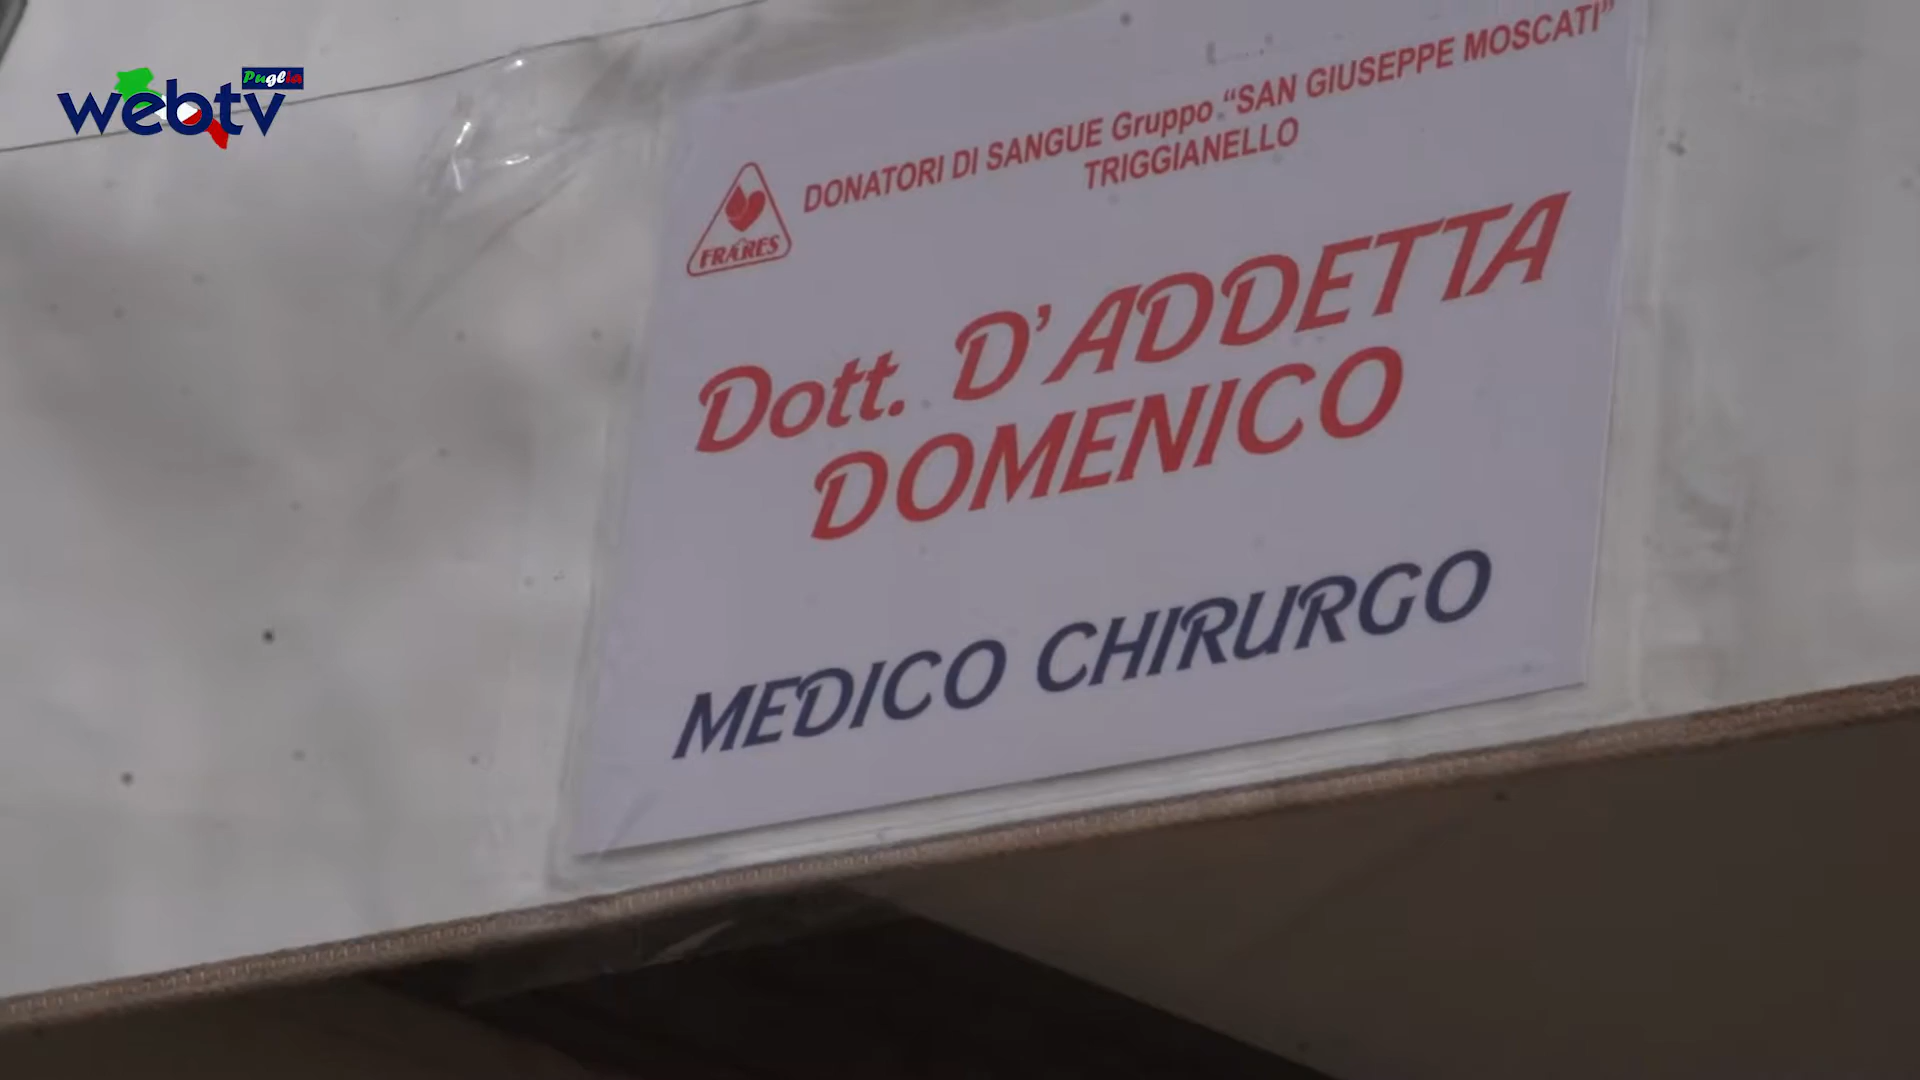 webtv Puglia
DONATORI DI SANGUE Gruppo "SAN GIUSEPPE MOSCATI"
TRIGGIANELLO
FRATRES
Dott. D'ADDETTA
DOMENICO
MEDICO CHIRURGO